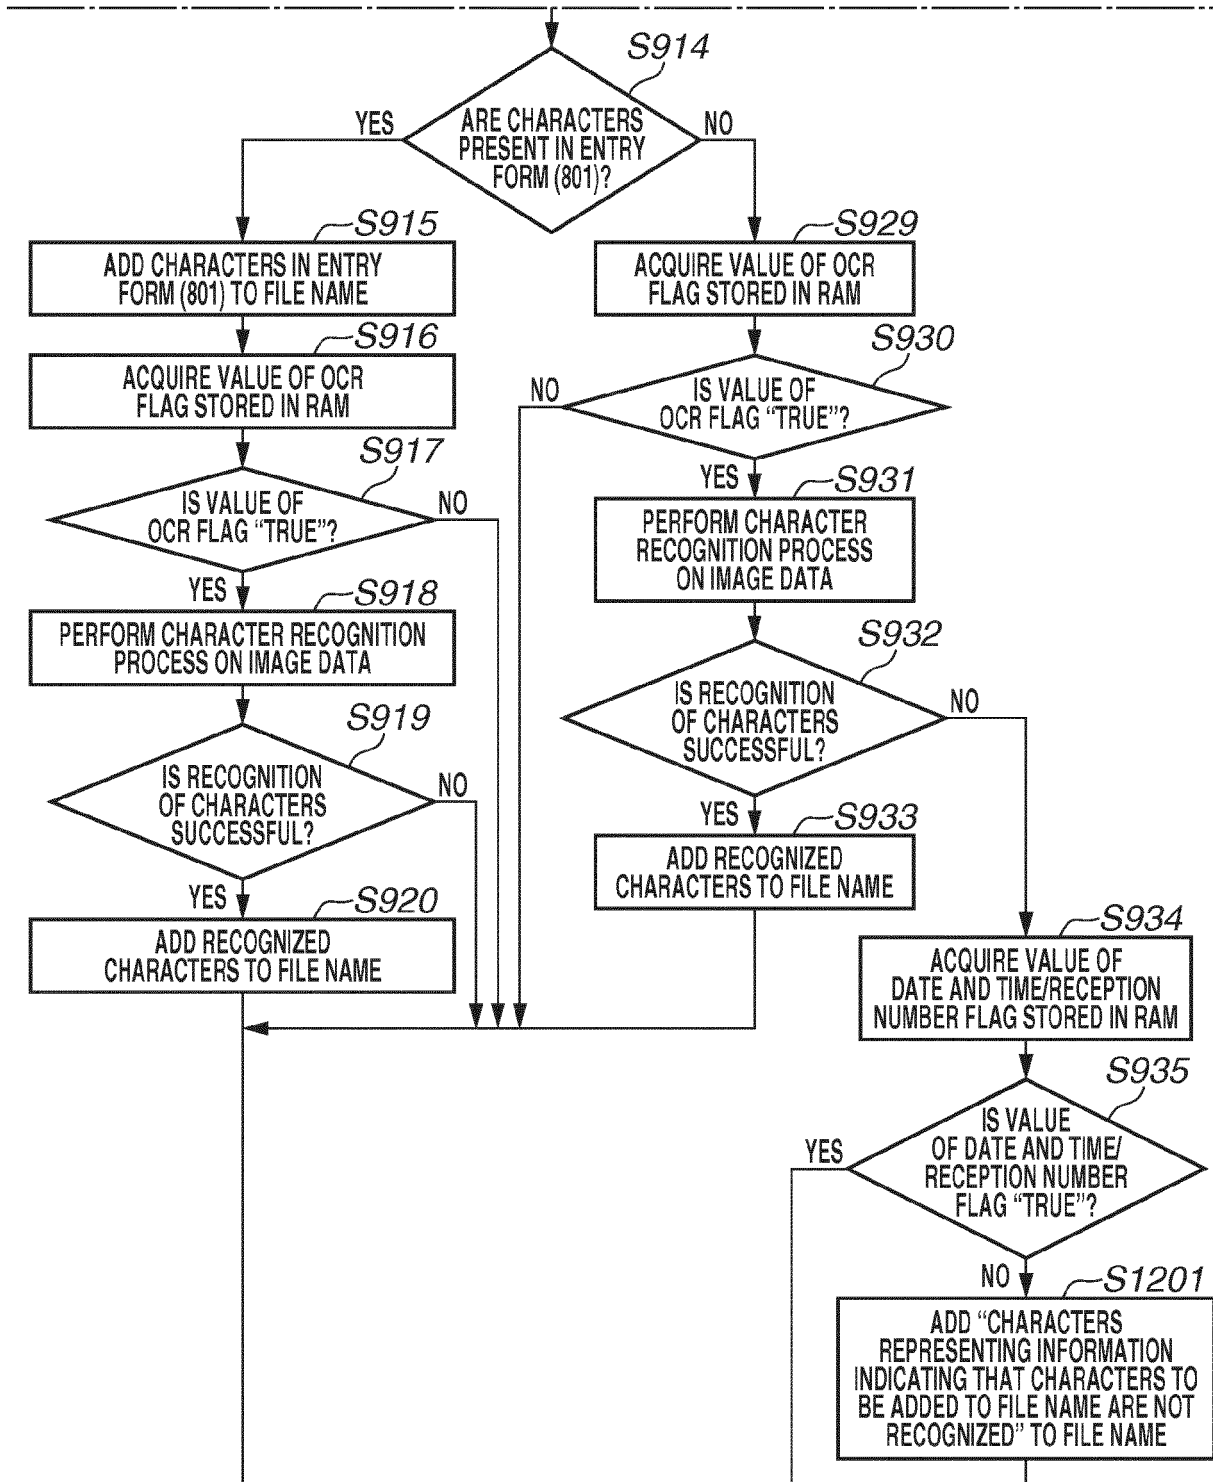 S914
ARE CHARACTERS
PRESENT IN ENTRY
FORM (801)?
YES
NO
S915
ADD CHARACTERS IN ENTRY
FORM (801) TO FILE NAME
S929
ACQUIRE VALUE OF OCR
FLAG STORED IN RAM
S916
ACQUIRE VALUE OF OCR
FLAG STORED IN RAM
S930
IS VALUE OF
OCR FLAG “TRUE”?
NO
YES
S917
IS VALUE OF
OCR FLAG “TRUE”?
NO
YES
S931
PERFORM CHARACTER
RECOGNITION PROCESS
ON IMAGE DATA
S918
PERFORM CHARACTER RECOGNITION
PROCESS ON IMAGE DATA
S932
IS RECOGNITION
OF CHARACTERS
SUCCESSFUL?
NO
YES
S919
IS RECOGNITION
OF CHARACTERS
SUCCESSFUL?
NO
YES
S933
ADD RECOGNIZED
CHARACTERS TO FILE NAME
S920
ADD RECOGNIZED
CHARACTERS TO FILE NAME
S934
ACQUIRE VALUE OF
DATE AND TIME/RECEPTION
NUMBER FLAG STORED IN RAM
S935
IS VALUE
OF DATE AND TIME/
RECEPTION NUMBER
FLAG “TRUE”?
YES
NO
S1201
ADD “CHARACTERS
REPRESENTING INFORMATION
INDICATING THAT CHARACTERS TO
BE ADDED TO FILE NAME ARE NOT
RECOGNIZED” TO FILE NAME